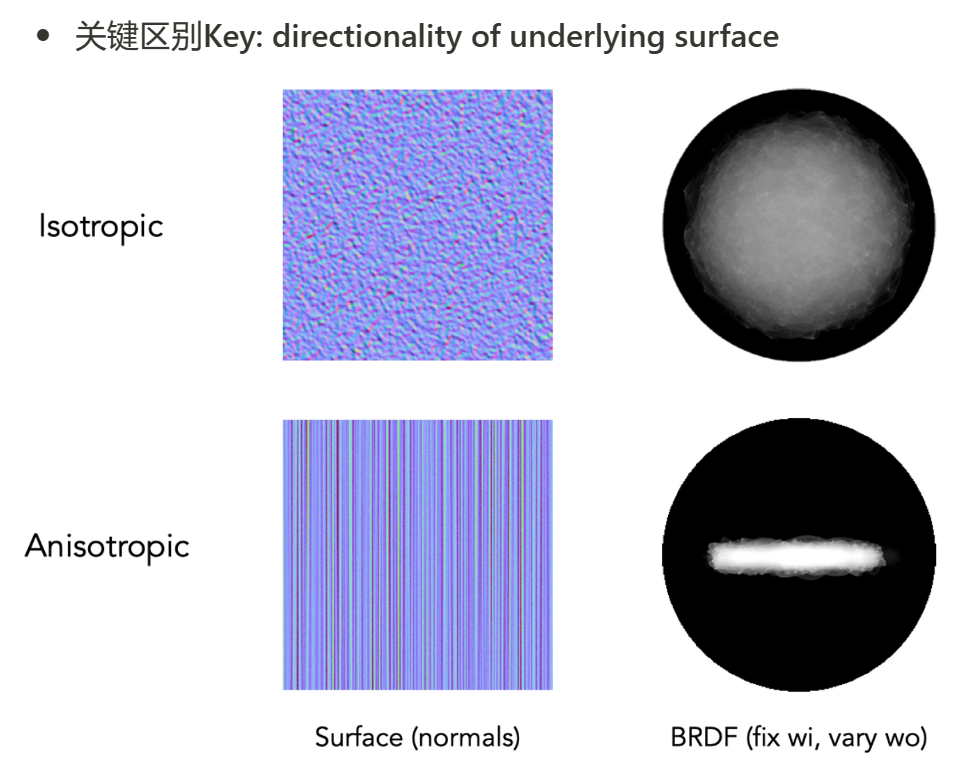 • 关键区别Key: directionality of underlying surface
Isotropic
Anisotropic
Surface (normals)
BRDF (fix wi, vary wo)